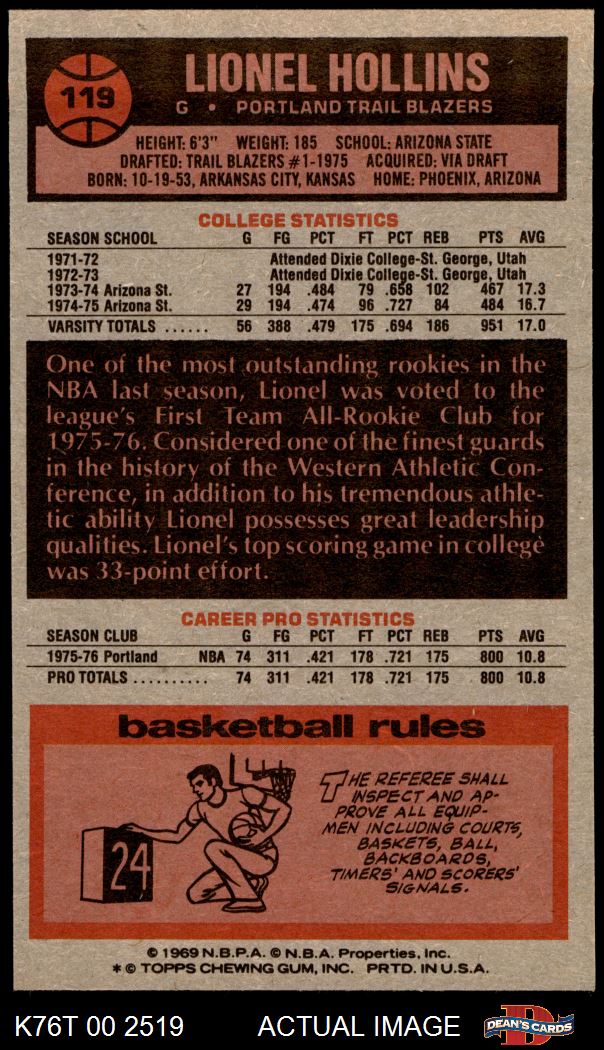 119
LIONEL HOLLINS
G • PORTLAND TRAIL BLAZERS
HEIGHT: 6'3" WEIGHT: 185 SCHOOL: ARIZONA STATE
DRAFTED: TRAIL BLAZERS #1-1975 ACQUIRED: VIA DRAFT
BORN: 10-19-53, ARKANSAS CITY, KANSAS HOME: PHOENIX, ARIZONA
COLLEGE STATISTICS
SEASON SCHOOL G FG PCT FT PCT REB PTS AVG
1971-72 Attended Dixie College-St. George, Utah
1972-73 Attended Dixie College-St. George, Utah
1973-74 Arizona St. 27 194 .484 79 .658 102 467 17.3
1974-75 Arizona St. 29 194 .474 96 .727 84 484 16.7
VARSITY TOTALS ...... 56 388 .479 175 .694 186 951 17.0
One of the most outstanding rookies in the
NBA last season, Lionel was voted to the
league's First Team All-Rookie Club for
1975-76. Considered one of the finest guards
in the history of the Western Athletic Con-
ference, in addition to his tremendous athle-
tic ability Lionel possesses great leadership
qualities. Lionel's top scoring game in college
was 33-point effort.
CAREER PRO STATISTICS
SEASON CLUB G FG PCT FT PCT REB PTS AVG
1975-76 Portland NBA 74 311 .421 178 .721 175 800 10.8
PRO TOTALS .......... 74 311 .421 178 .721 175 800 10.8
basketball rules
24
THE REFEREE SHALL
INSPECT AND AP-
PROVE ALL EQUIP-
MEN INCLUDING COURTS,
BASKETS, BALL,
BACKBOARDS,
TIMERS' AND SCORERS'
SIGNALS.
© 1969 N.B.P.A. © N.B.A. Properties, Inc.
* © TOPPS CHEWING GUM, INC. PRTD. IN U.S.A.
K76T 00 2519 ACTUAL IMAGE D DEAN'S CARDS